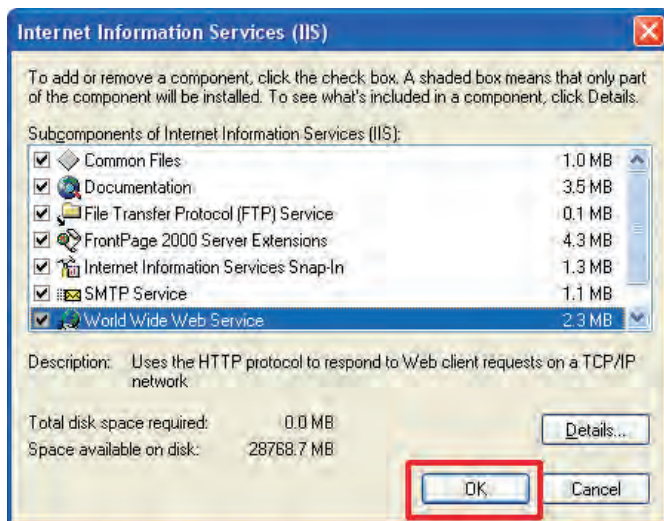 Internet Information Services (IIS)
To add or remove a component, click the check box. A shaded box means that only part
of the component will be installed. To see what's included in a component, click Details.
Subcomponents of Internet Information Services (IIS):
Common Files 1.0 MB
Documentation 3.5 MB
File Transfer Protocol (FTP) Service 0.1 MB
FrontPage 2000 Server Extensions 4.3 MB
Internet Information Services Snap-In 1.3 MB
SMTP Service 1.1 MB
World Wide Web Service 2.3 MB
Description: Uses the HTTP protocol to respond to Web client requests on a TCP/IP
network
Total disk space required: 0.0 MB
Space available on disk: 28768.7 MB
Details...
OK Cancel